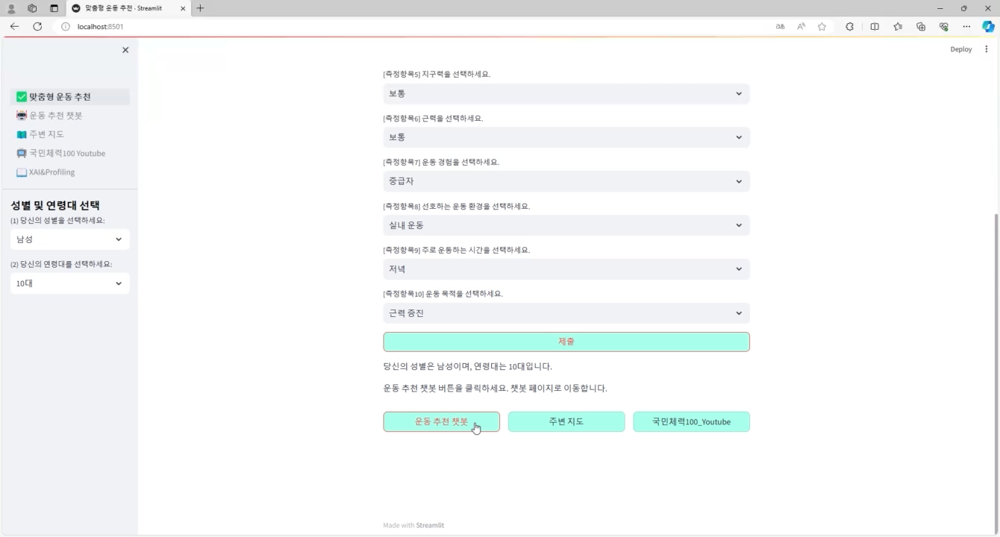 맞춤형 운동 추천 · Streamlit
localhost:8501
Deploy
맞춤형 운동 추천
운동 추천 챗봇
주변 지도
국민체력100 Youtube
XAI&Profiling
성별 및 연령대 선택
(1) 당신의 성별을 선택하세요:
남성
(2) 당신의 연령대를 선택하세요:
10대
[측정항목5] 지구력을 선택하세요.
보통
[측정항목6] 근력을 선택하세요.
보통
[측정항목7] 운동 경험을 선택하세요.
중급자
[측정항목8] 선호하는 운동 환경을 선택하세요.
실내 운동
[측정항목9] 주로 운동하는 시간을 선택하세요.
저녁
[측정항목10] 운동 목적을 선택하세요.
근력 증진
제출
당신의 성별은 남성이며, 연령대는 10대입니다.
운동 추천 챗봇 버튼을 클릭하세요. 챗봇 페이지로 이동합니다.
운동 추천 챗봇
주변 지도
국민체력100_Youtube
Made with Streamlit